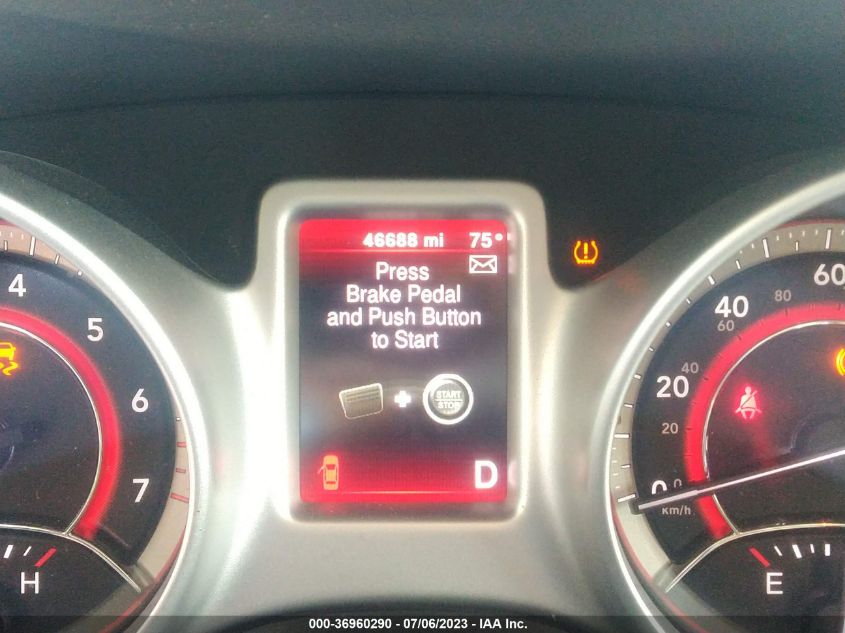 46688 mi 75°
Press
Brake Pedal
and Push Button
to Start
START
STOP
D
4
5
6
7
H
60
80
40
60
40
20
20
0
0
km/h
E
000-36960290 - 07/06/2023 - IAA Inc.